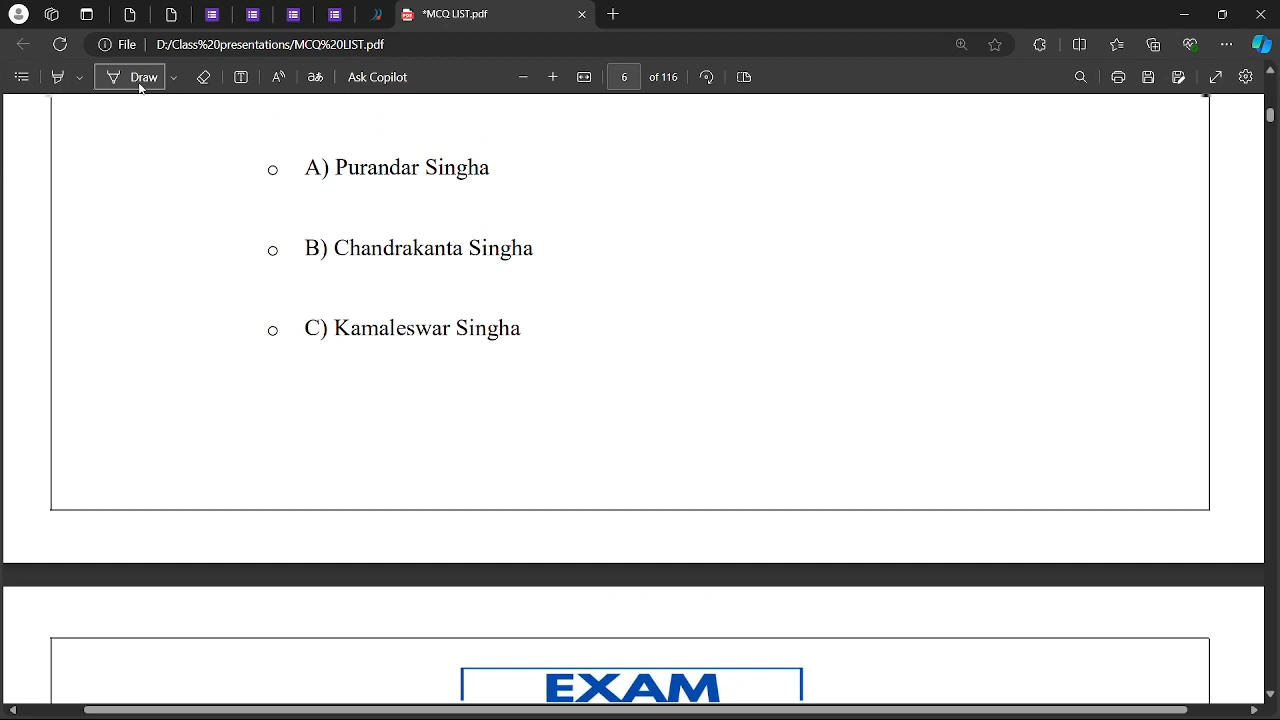 *MCQ LIST.pdf
File D:/Class%20presentations/MCQ%20LIST.pdf
Draw Ask Copilot 6 of 116
A) Purandar Singha
B) Chandrakanta Singha
C) Kamaleswar Singha
EXAM